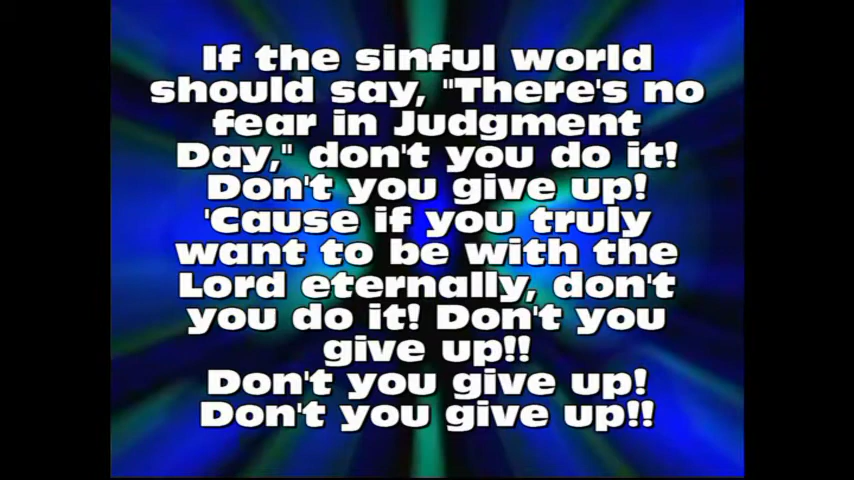 If the sinful world
should say, "There's no
fear in Judgment
Day," don't you do it!
Don't you give up!
'Cause if you truly
want to be with the
Lord eternally, don't
you do it! Don't you
give up!!
Don't you give up!
Don't you give up!!